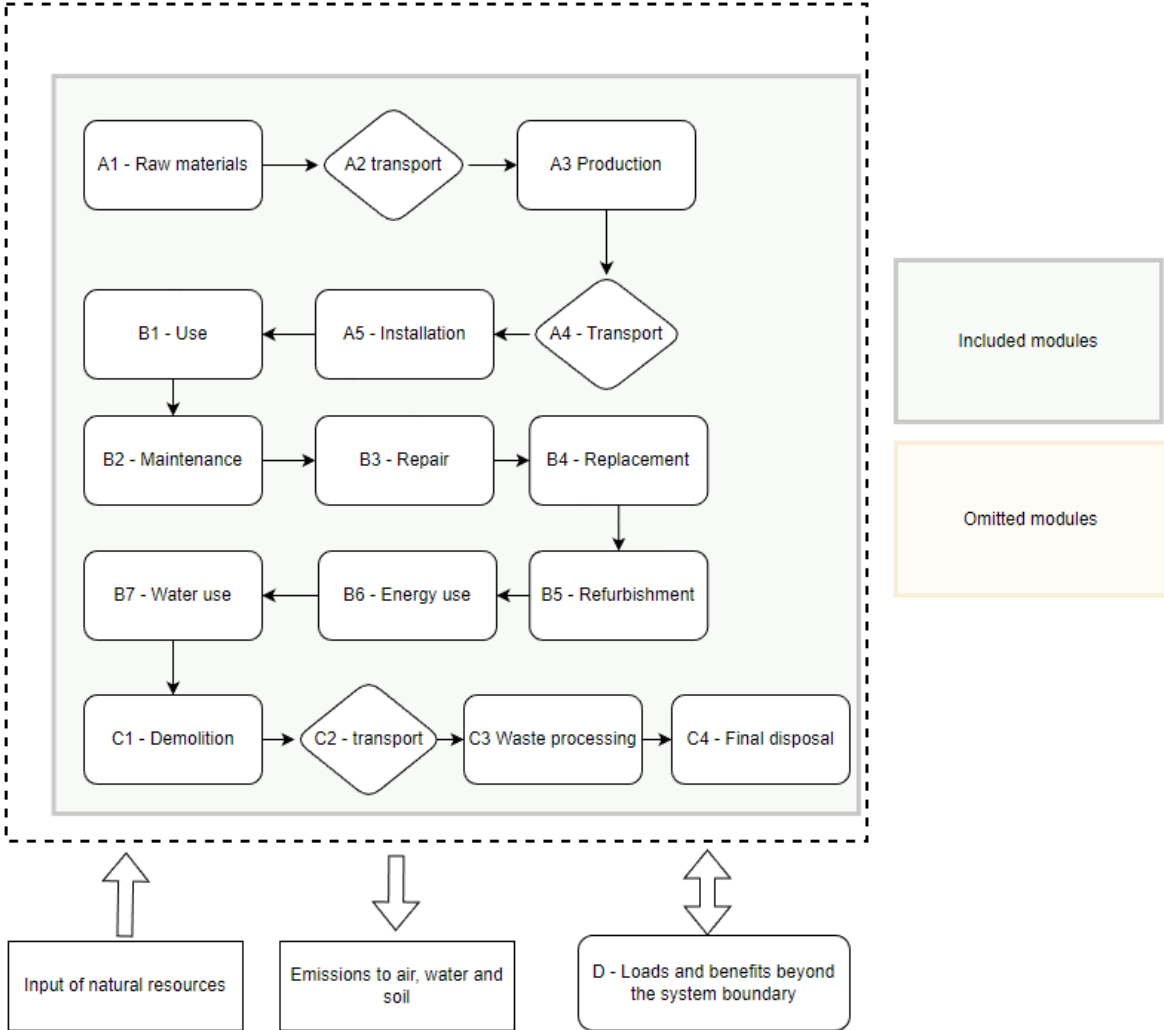 A1 - Raw materials
A2 transport
A3 Production
B1 - Use
A5 - Installation
A4 - Transport
Included modules
B2 - Maintenance
B3 - Repair
B4 - Replacement
Omitted modules
B7 - Water use
B6 - Energy use
B5 - Refurbishment
C1 - Demolition
C2 - transport
C3 Waste processing
C4 - Final disposal
Input of natural resources
Emissions to air, water and
soil
D - Loads and benefits beyond
the system boundary